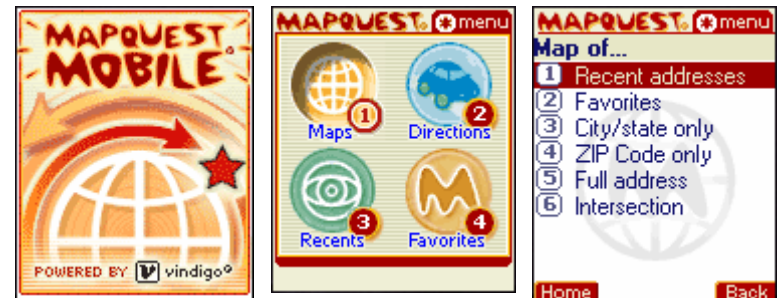 MAPQUEST
MOBILE
POWERED BY vindigo
MAPQUEST. menu
1
Maps
2
Directions
3
Recents
4
Favorites
MAPQUEST. menu
Map of...
1 Recent addresses
2 Favorites
3 City/state only
4 ZIP Code only
5 Full address
6 Intersection
Home Back